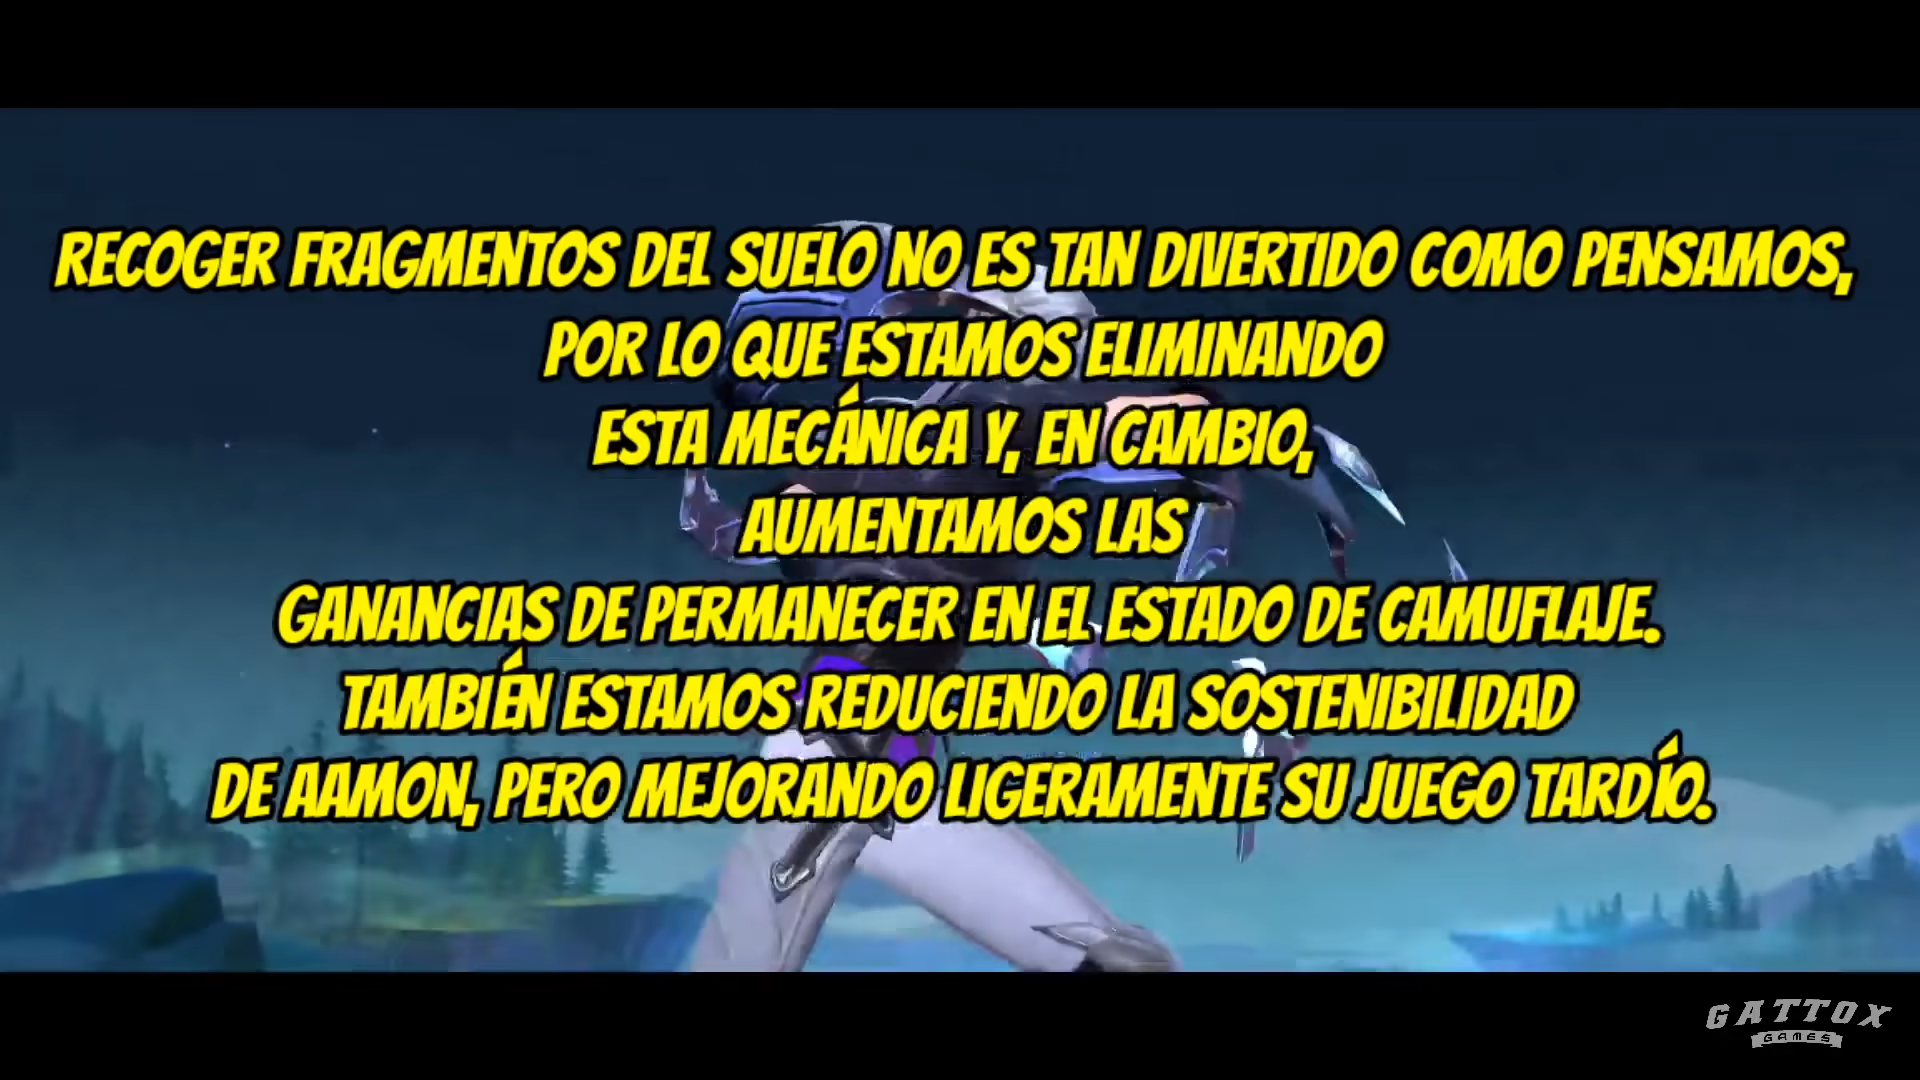 RECOGER FRAGMENTOS DEL SUELO NO ES TAN DIVERTIDO COMO PENSAMOS,
POR LO QUE ESTAMOS ELIMINANDO
ESTA MECÁNICA Y, EN CAMBIO,
AUMENTAMOS LAS
GANANCIAS DE PERMANECER EN EL ESTADO DE CAMUFLAJE.
TAMBIÉN ESTAMOS REDUCIENDO LA SOSTENIBILIDAD
DE AAMON, PERO MEJORANDO LIGERAMENTE SU JUEGO TARDÍO.
GATTOX
GAMES